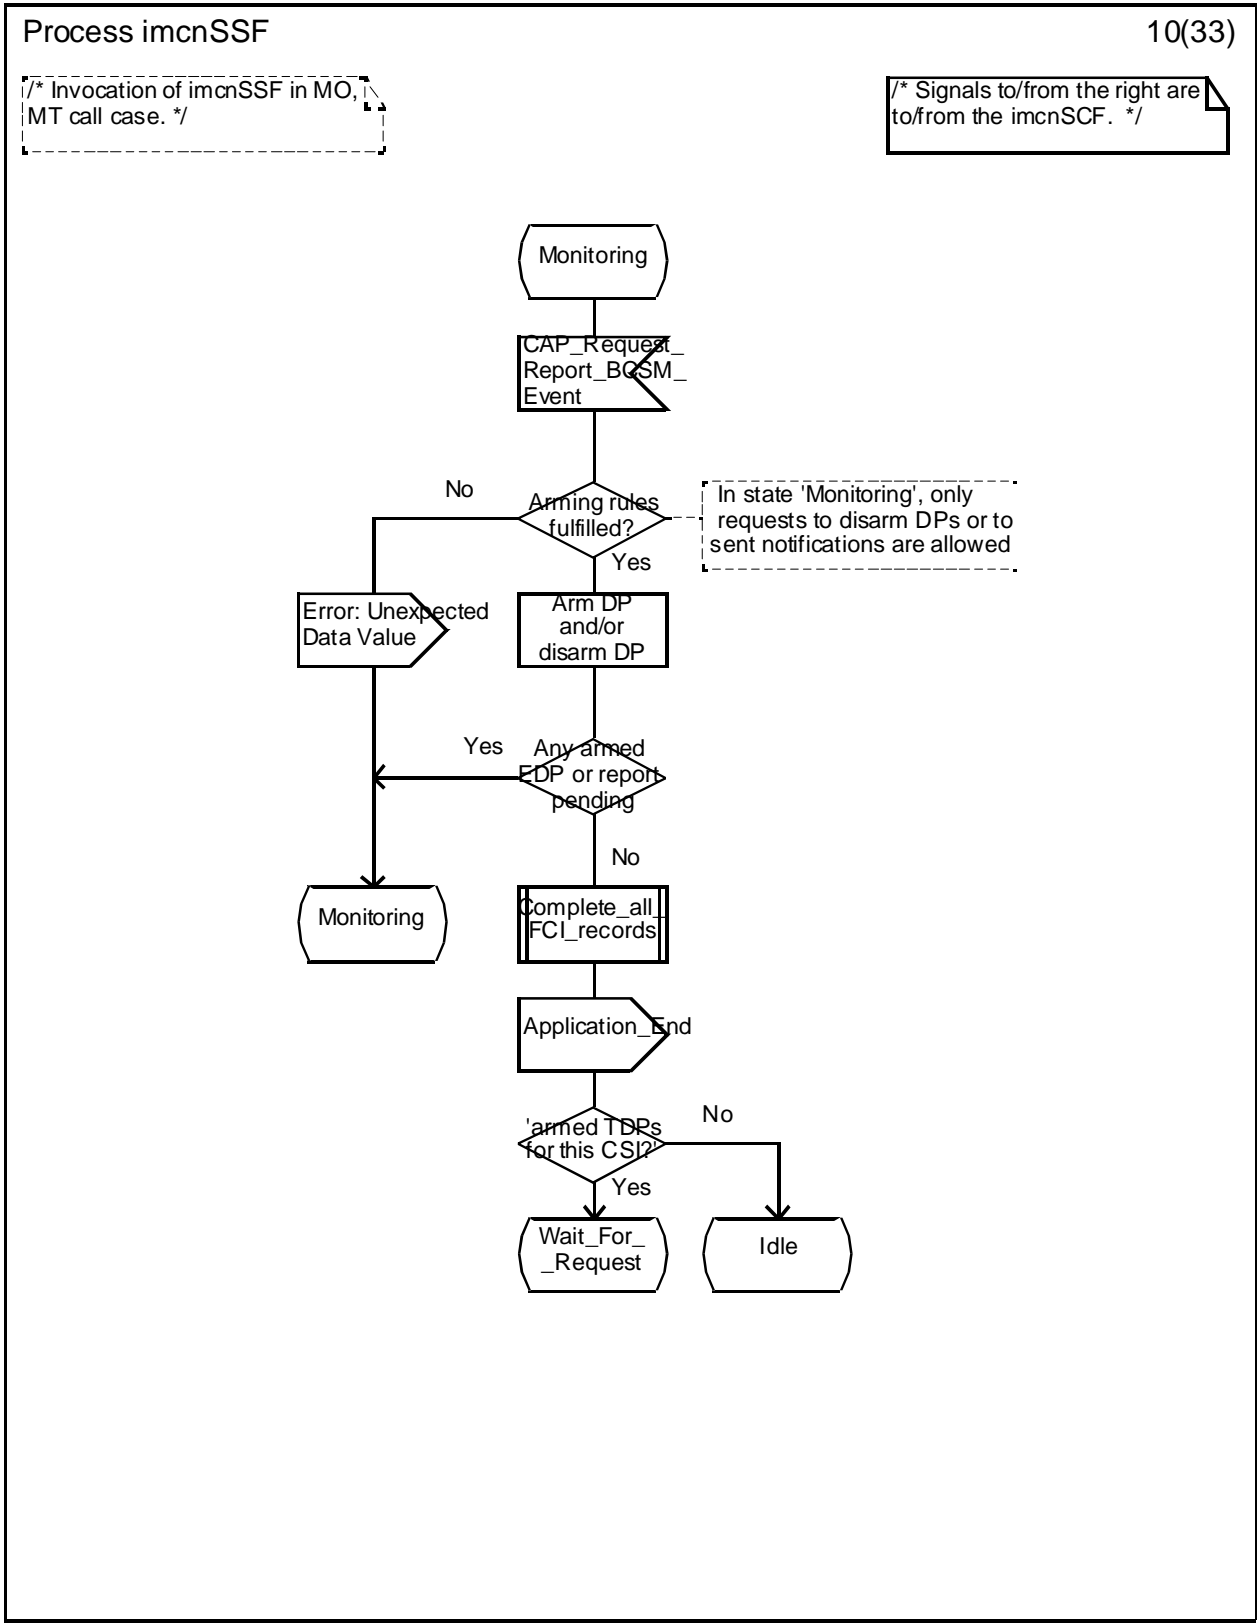 Process imcnSSF
10(33)
/* Invocation of imcnSSF in MO,
MT call case. */
/* Signals to/from the right are
to/from the imcnSCF.  */
Monitoring
CAP_Request_
Report_BCSM_
Event
No
Arming rules
fulfilled?
In state 'Monitoring', only
requests to disarm DPs or to
sent notifications are allowed
Yes
Error: Unexpected
Data Value
Arm DP
and/or
disarm DP
Yes
Any armed
EDP or report
pending
No
Monitoring
Complete_all_
FCI_records
Application_End
'armed TDPs
for this CSI?'
No
Yes
Wait_For_
_Request
Idle